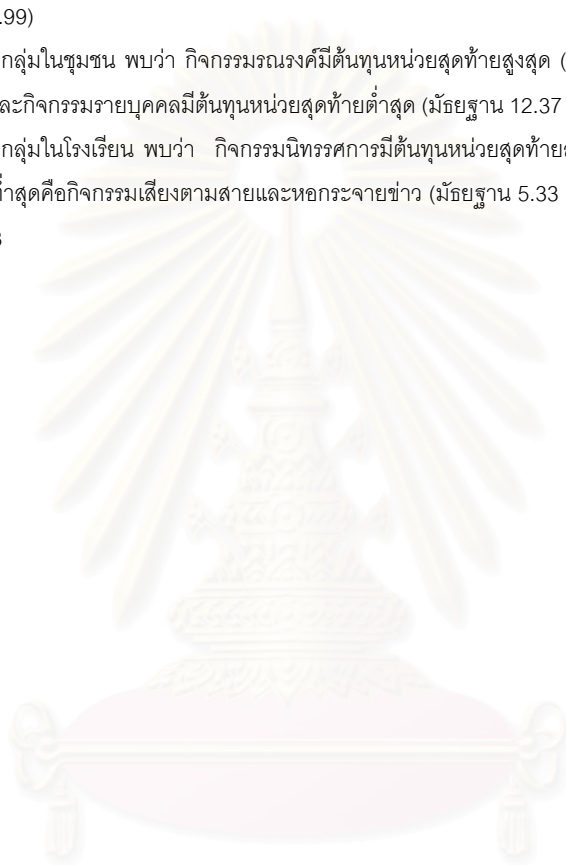 .99)
กลุ่มในชุมชน พบว่า กิจกรรมรณรงค์มีต้นทุนหน่วยสุดท้ายสูงสุด (
ละกิจกรรมรายบุคคลมีต้นทุนหน่วยสุดท้ายต่ำสุด (มัธยฐาน 12.37
กลุ่มในโรงเรียน พบว่า กิจกรรมนิทรรศการมีต้นทุนหน่วยสุดท้าย
ต่ำสุดคือกิจกรรมเสียงตามสายและหอกระจายข่าว (มัธยฐาน 5.33